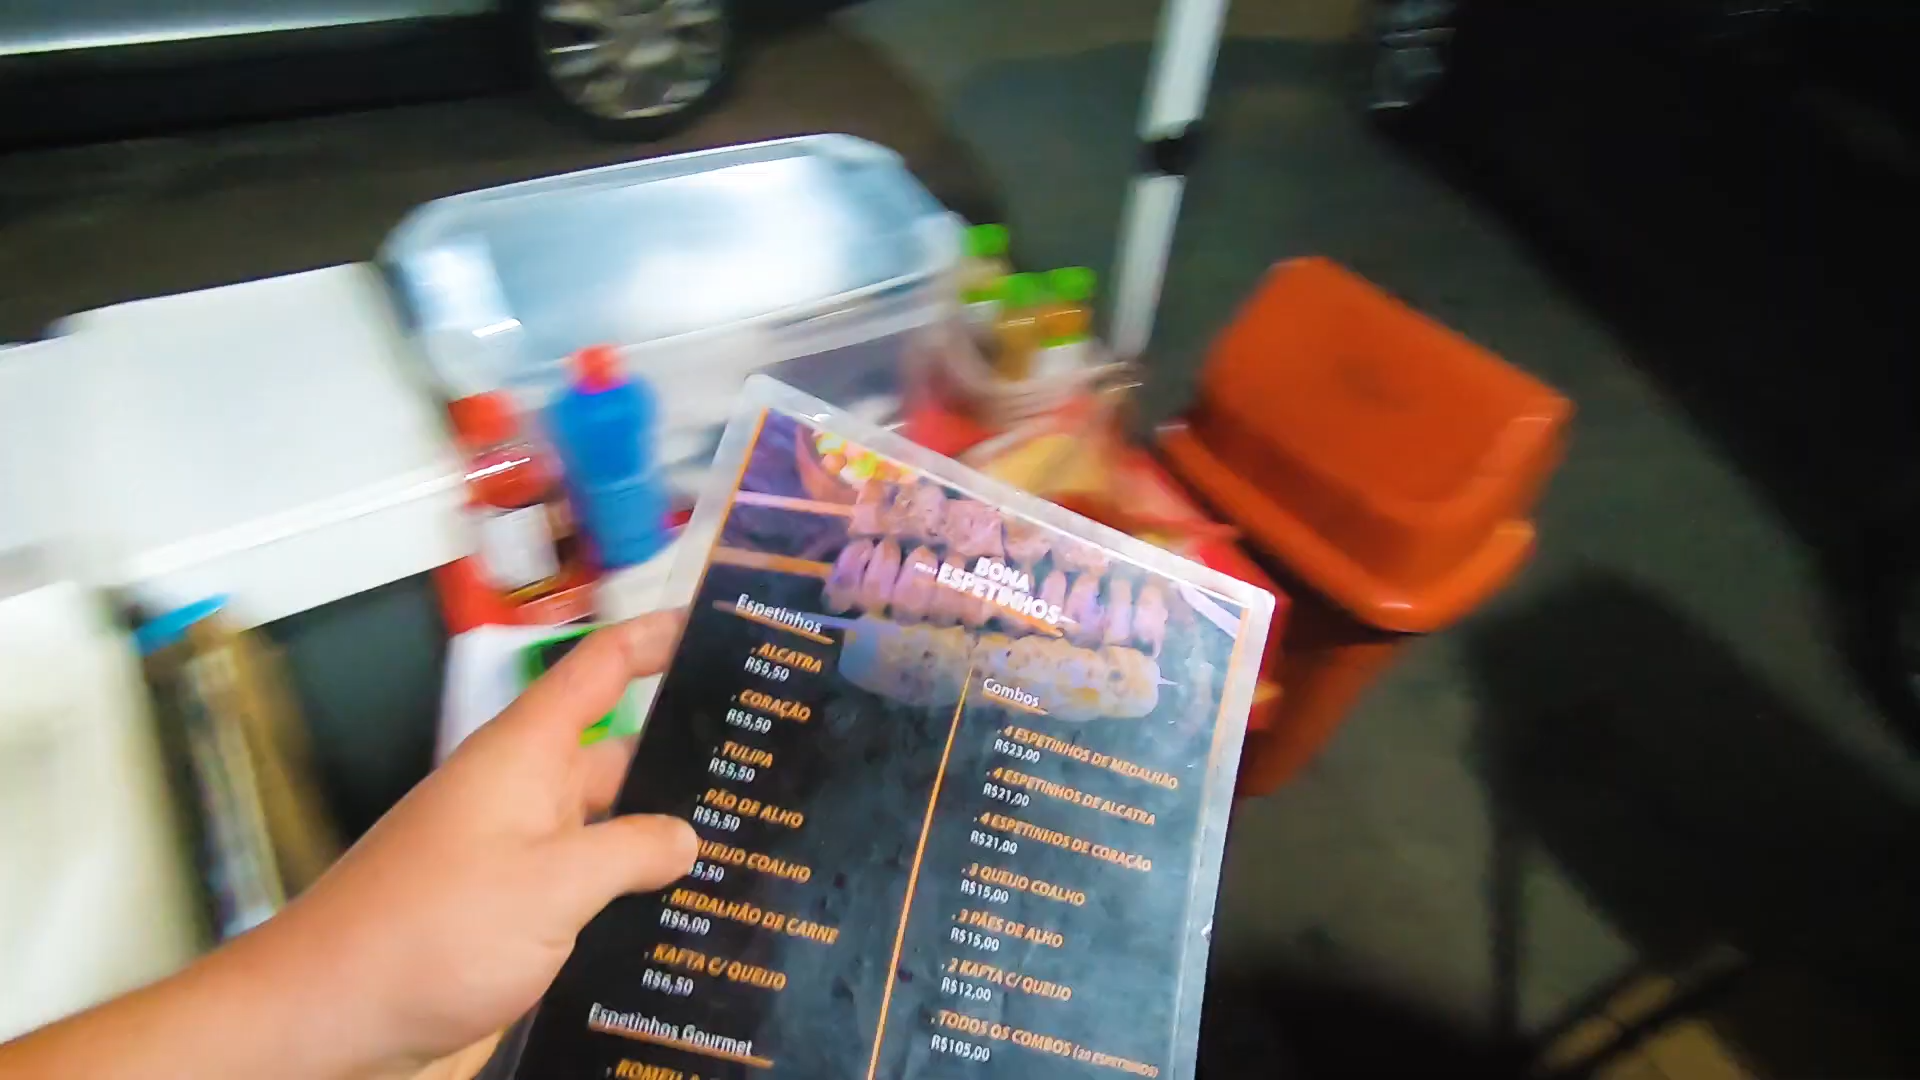 BONA
ESPETINHOS
Espetinhos
. ALCATRA
R$5,50
. CORAÇÃO
R$5,50
. TULIPA
R$5,50
. PÃO DE ALHO
R$5,50
QUEIJO COALHO
5,50
. MEDALHÃO DE CARNE
R$6,00
. KAFTA C/ QUEIJO
R$6,50
Espetinhos Gourmet
. ROMEU
Combos
. 4 ESPETINHOS DE MEDALHÃO
R$23,00
. 4 ESPETINHOS DE ALCATRA
R$21,00
. 4 ESPETINHOS DE CORAÇÃO
R$21,00
. 3 QUEIJO COALHO
R$15,00
. 3 PÃES DE ALHO
R$15,00
. 2 KAFTA C/ QUEIJO
R$12,00
. TODOS OS COMBOS (20 ESPETINHOS)
R$105,00